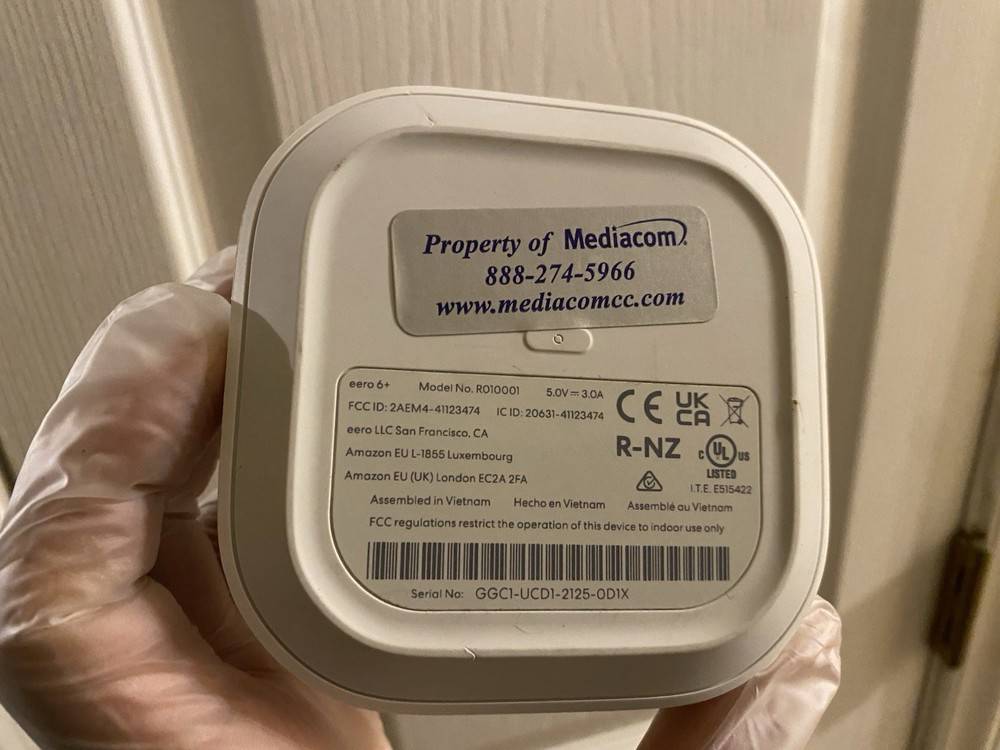 Property of Mediacom
888-274-5966
www.mediacomcc.com
eero 6+ Model No. R010001 5.0V⎓3.0A
FCC ID: 2AEM4-41123474 IC ID: 20631-41123474
eero LLC San Francisco, CA
Amazon EU L-1855 Luxembourg
Amazon EU (UK) London EC2A 2FA
CE UK CA
R-NZ
C UL US
LISTED
I.T.E. E515422
Assembled in Vietnam Hecho en Vietnam Assemblé au Vietnam
FCC regulations restrict the operation of this device to indoor use only
Serial No: GGC1-UCD1-2125-0D1X